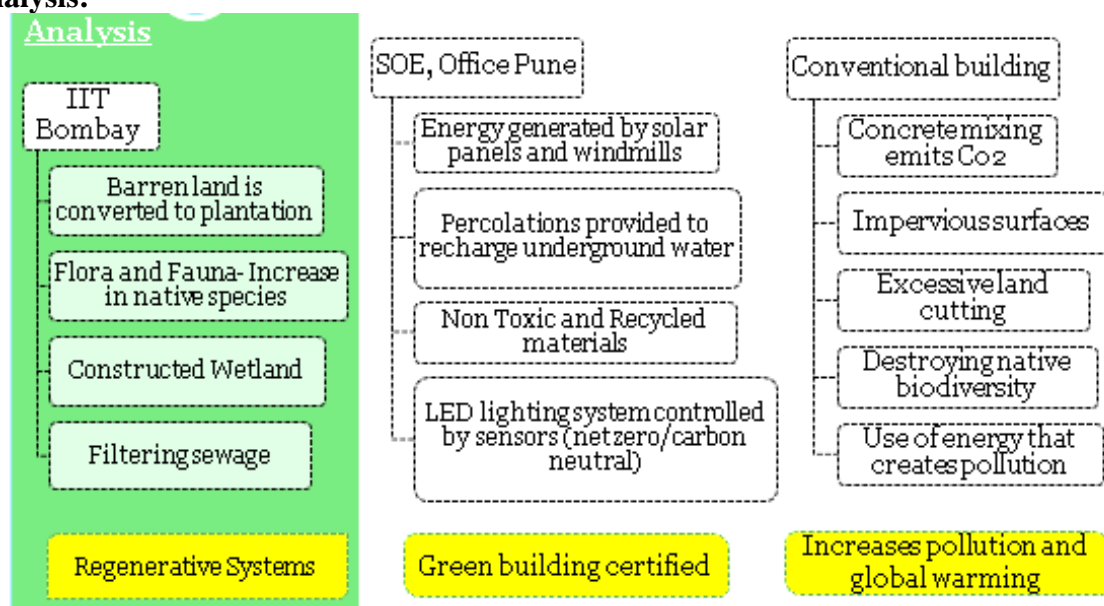 Analysis
IIT
Bombay
Barren land is
converted to plantation
Flora and Fauna- Increase
in native species
Constructed Wetland
Filtering sewage
Regenerative Systems
SOE, Office Pune
Energy generated by solar
panels and windmills
Percolations provided to
recharge underground water
Non Toxic and Recycled
materials
LED lighting system controlled
by sensors (netzero/carbon
neutral)
Green building certified
Conventional building
Concrete mixing
emits Co2
Impervious surfaces
Excessive land
cutting
Destroying native
biodiversity
Use of energy that
creates pollution
Increases pollution and
global warming